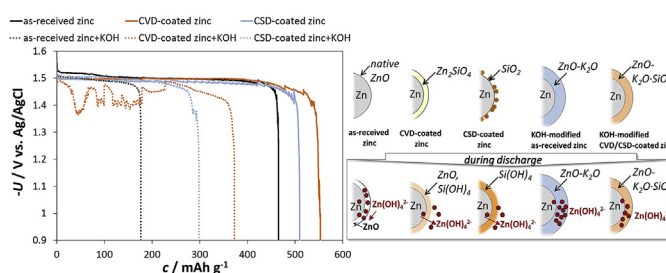 as-received zinc CVD-coated zinc CSD-coated zinc
as-received zinc+KOH CVD-coated zinc+KOH CSD-coated zinc+KOH
-U / V vs. Ag/AgCl
1.6
1.5
1.4
1.3
1.2
1.1
1
0.9
0 100 200 300 400 500 600
c / mAh g⁻¹
native
ZnO
Zn₂SiO₄
SiO₂
ZnO-K₂O
ZnO-
K₂O-SiO
Zn Zn Zn Zn Zn
as-received
zinc
CVD-coated
zinc
CSD-coated
zinc
KOH-modified
as-received zinc
KOH-modified
CVD/CSD-coated zinc
during discharge
ZnO,
Si(OH)₄
Si(OH)₄
ZnO-K₂O
ZnO-
K₂O-SiO
Zn Zn Zn Zn Zn
Zn(OH)₄²⁻
ZnO
Zn(OH)₄²⁻
Zn(OH)₄²⁻
Zn(OH)₄²⁻
Zn(OH)₄²⁻